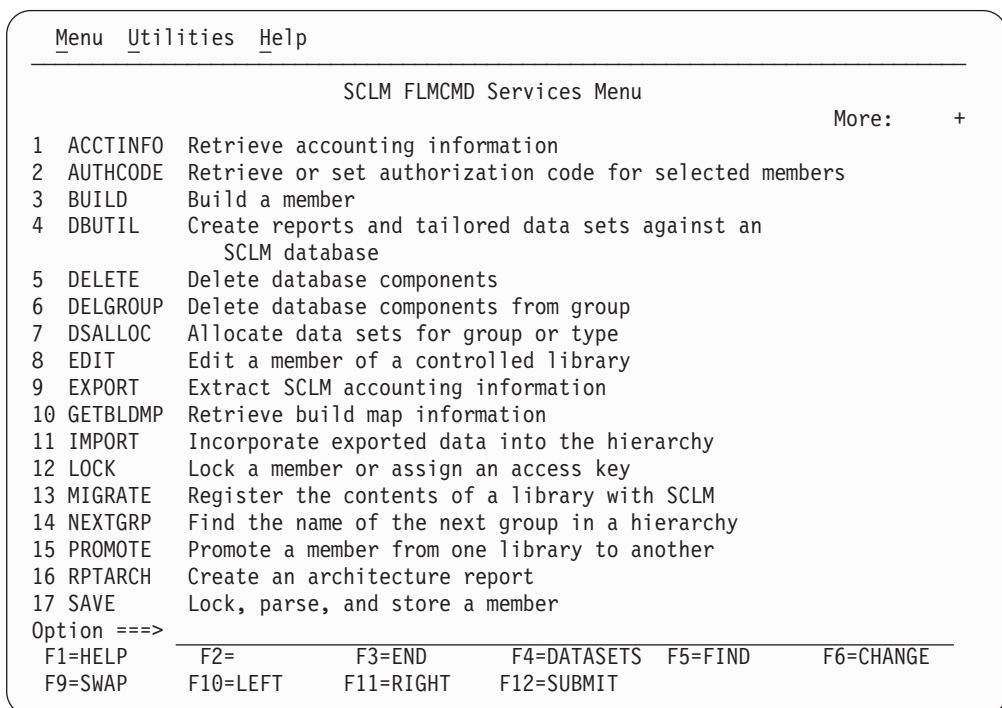 Menu Utilities Help
SCLM FLMCMD Services Menu
More: +
1 ACCTINFO Retrieve accounting information
2 AUTHCODE Retrieve or set authorization code for selected members
3 BUILD Build a member
4 DBUTIL Create reports and tailored data sets against an
SCLM database
5 DELETE Delete database components
6 DELGROUP Delete database components from group
7 DSALLOC Allocate data sets for group or type
8 EDIT Edit a member of a controlled library
9 EXPORT Extract SCLM accounting information
10 GETBLDMP Retrieve build map information
11 IMPORT Incorporate exported data into the hierarchy
12 LOCK Lock a member or assign an access key
13 MIGRATE Register the contents of a library with SCLM
14 NEXTGRP Find the name of the next group in a hierarchy
15 PROMOTE Promote a member from one library to another
16 RPTARCH Create an architecture report
17 SAVE Lock, parse, and store a member
Option ===>
F1=HELP F2= F3=END F4=DATASETS F5=FIND F6=CHANGE
F9=SWAP F10=LEFT F11=RIGHT F12=SUBMIT